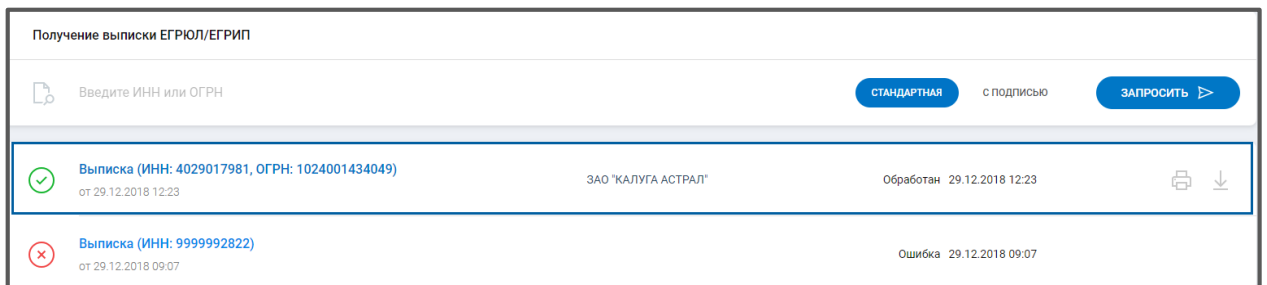 Получение выписки ЕГРЮЛ/ЕГРИП
Введите ИНН или ОГРН СТАНДАРТНАЯ С ПОДПИСЬЮ ЗАПРОСИТЬ
Выписка (ИНН: 4029017981, ОГРН: 1024001434049)
от 29.12.2018 12:23
ЗАО "КАЛУГА АСТРАЛ" Обработан 29.12.2018 12:23
Выписка (ИНН: 9999992822)
от 29.12.2018 09:07
Ошибка 29.12.2018 09:07